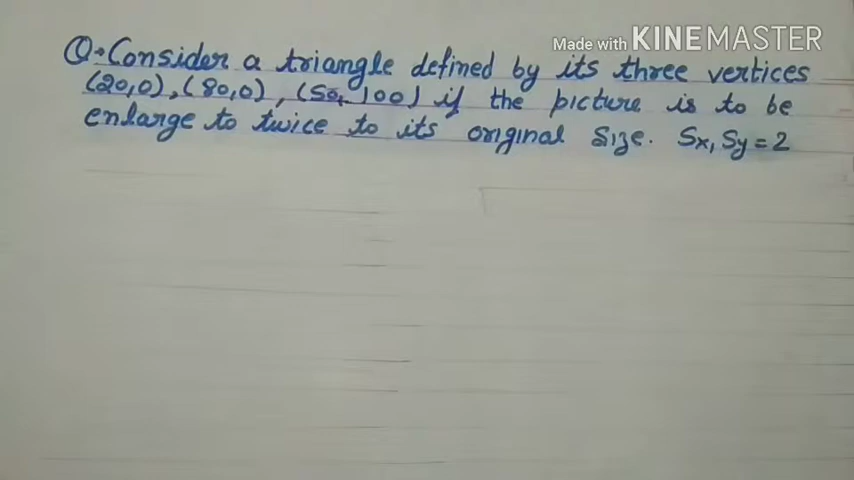 Made with KINEMASTER
Q→ Consider a triangle defined by its three vertices
(20,0), (80,0), (50, 100) if the picture is to be
enlarge to twice to its original Size. Sx, Sy = 2